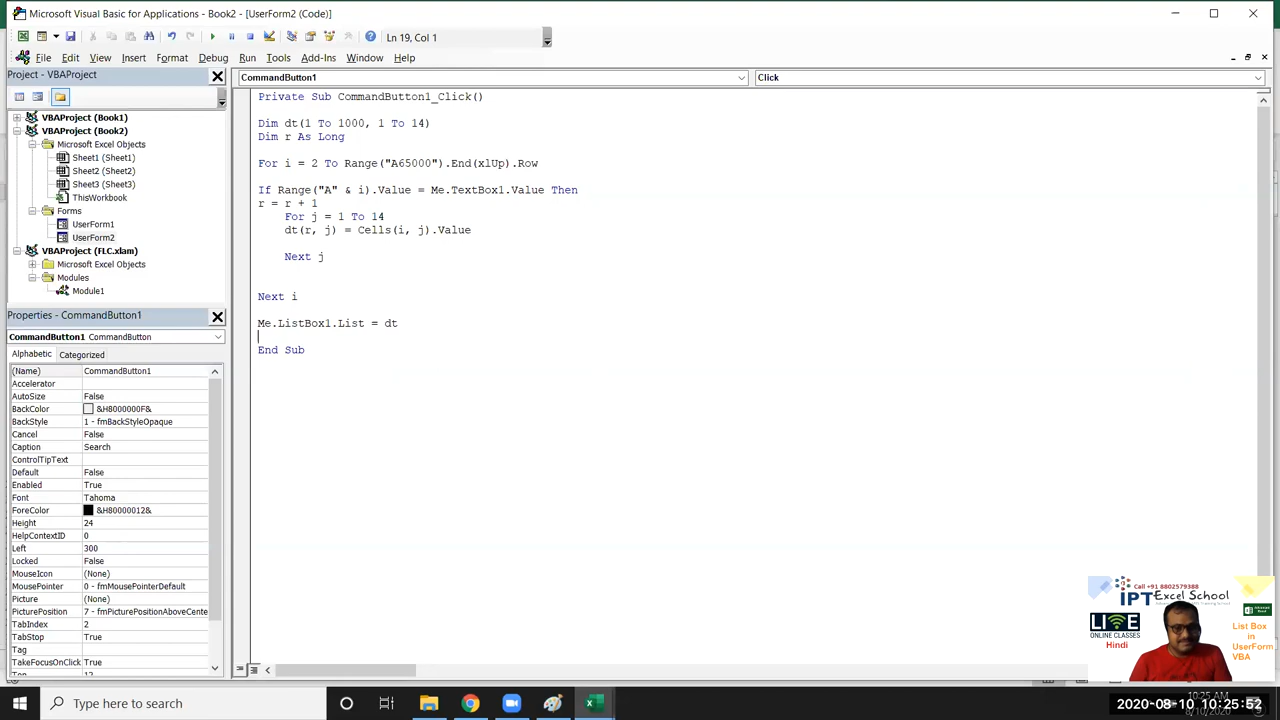 Microsoft Visual Basic for Applications - Book2 - [UserForm2 (Code)]
Ln 19, Col 1
File Edit View Insert Format Debug Run Tools Add-Ins Window Help
Project - VBAProject
CommandButton1
Click
VBAProject (Book1)
VBAProject (Book2)
Microsoft Excel Objects
Sheet1 (Sheet1)
Sheet2 (Sheet2)
Sheet3 (Sheet3)
ThisWorkbook
Forms
UserForm1
UserForm2
VBAProject (FLC.xlam)
Microsoft Excel Objects
Modules
Module1
Private Sub CommandButton1_Click()
Dim dt(1 To 1000, 1 To 14)
Dim r As Long
For i = 2 To Range("A65000").End(xlUp).Row
If Range("A" & i).Value = Me.TextBox1.Value Then
r = r + 1
For j = 1 To 14
dt(r, j) = Cells(i, j).Value
Next j
Next i
Me.ListBox1.List = dt
End Sub
Properties - CommandButton1
CommandButton1 CommandButton
Alphabetic Categorized
(Name) CommandButton1
Accelerator
AutoSize False
BackColor &H8000000F&
BackStyle 1 - fmBackStyleOpaque
Cancel False
Caption Search
ControlTipText
Default False
Enabled True
Font Tahoma
ForeColor &H80000012&
Height 24
HelpContextID 0
Left 300
Locked False
MouseIcon (None)
MousePointer 0 - fmMousePointerDefault
Picture (None)
PicturePosition 7 - fmPicturePositionAboveCente
TabIndex 2
TabStop True
Tag
TakeFocusOnClick True
Call +91 8802579388
IPT Excel School
LIVE
ONLINE CLASSES
Hindi
List Box
in
UserForm
VBA
Type here to search
10:25 AM
8/10/2020
2020-08-10 10:25:52